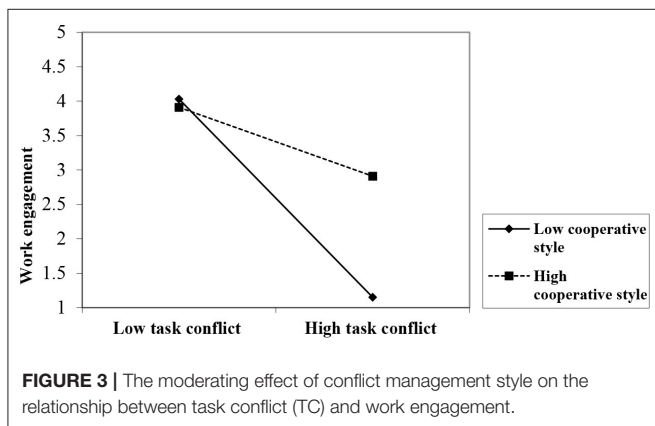 5
4.5
4
3.5
3
2.5
2
1.5
1
Work engagement
Low task conflict
High task conflict
Low cooperative
style
High
cooperative style
FIGURE 3 | The moderating effect of conflict management style on the
relationship between task conflict (TC) and work engagement.